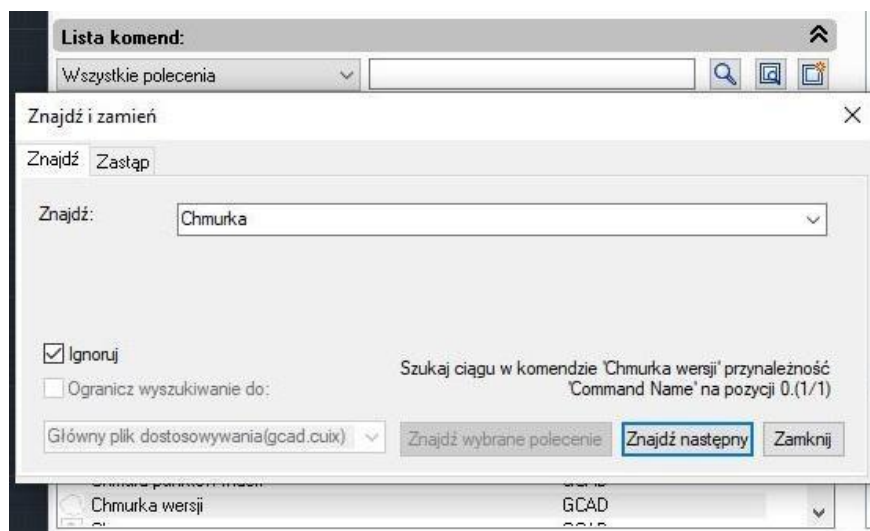 Lista komend:
Wszystkie polecenia
Znajdź i zamień
Znajdź Zastąp
Znajdź:
Chmurka
Ignoruj
Szukaj ciągu w komendzie 'Chmurka wersji' przynależność
'Command Name' na pozycji 0.(1/1)
Ogranicz wyszukiwanie do:
Główny plik dostosowywania(gcad.cuix)
Znajdź wybrane polecenie
Znajdź następny
Zamknij
Chmurka wersji GCAD